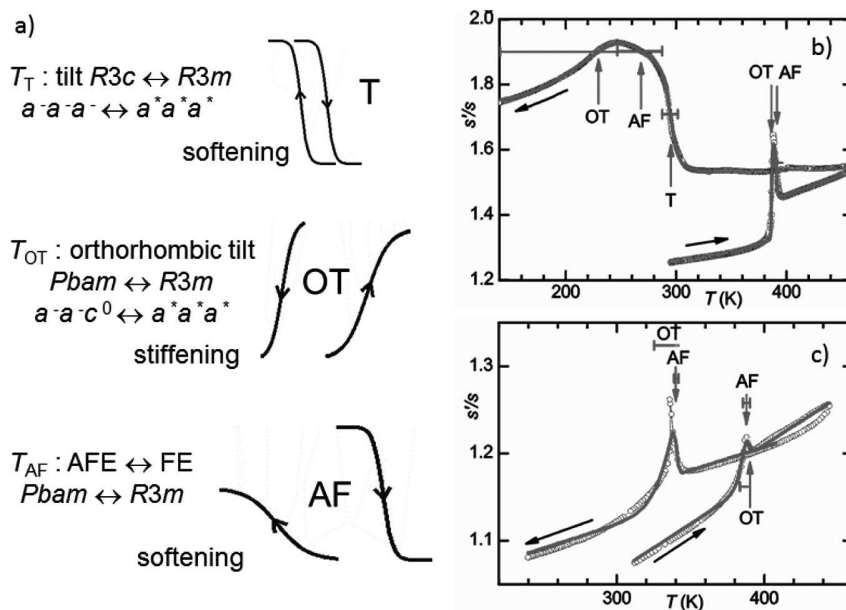 a)
T_T : tilt R3c ↔ R3m
a⁻a⁻a⁻ ↔ a*a*a*
T
softening
T_OT : orthorhombic tilt
Pbam ↔ R3m
a⁻a⁻c⁰ ↔ a*a*a*
OT
stiffening
T_AF : AFE ↔ FE
Pbam ↔ R3m
AF
softening
b)
2.0
1.8
1.6
1.4
1.2
s'/s
OT AF
OT
AF
T
200
T (K)
400
c)
1.3
1.2
1.1
s'/s
OT
AF
AF
OT
300
T (K)
400